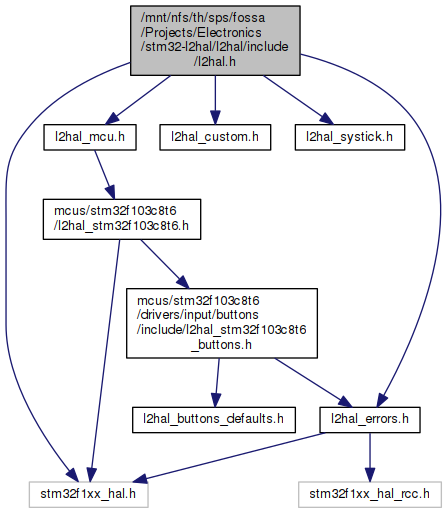 /mnt/nfs/th/sps/fossa
/Projects/Electronics
/stm32-l2hal/l2hal/include
/l2hal.h
l2hal_mcu.h
l2hal_custom.h
l2hal_systick.h
mcus/stm32f103c8t6
/l2hal_stm32f103c8t6.h
mcus/stm32f103c8t6
/drivers/input/buttons
/include/l2hal_stm32f103c8t6
_buttons.h
l2hal_buttons_defaults.h
l2hal_errors.h
stm32f1xx_hal.h
stm32f1xx_hal_rcc.h